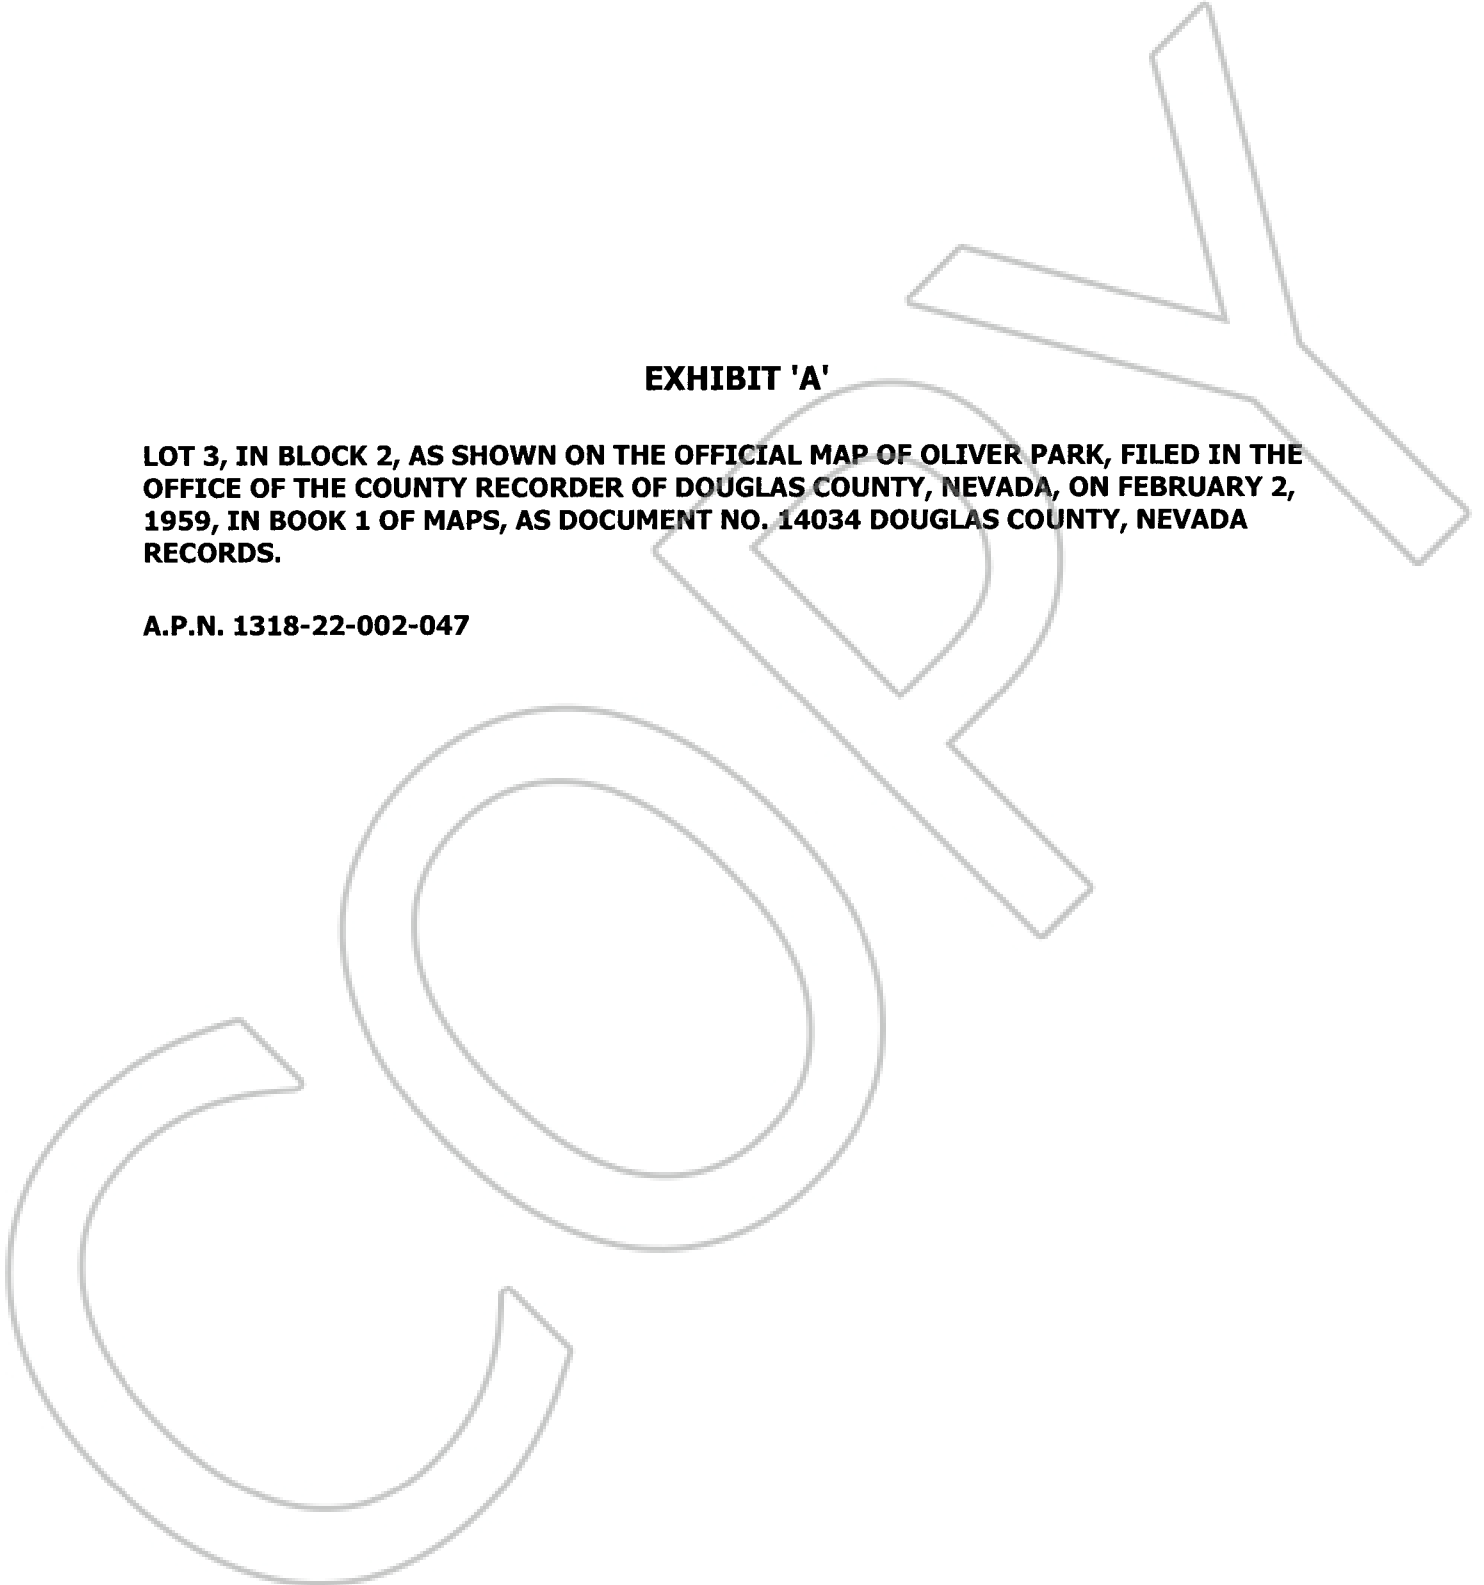 EXHIBIT 'A'
LOT 3, IN BLOCK 2, AS SHOWN ON THE OFFICIAL MAP OF OLIVER PARK, FILED IN THE
OFFICE OF THE COUNTY RECORDER OF DOUGLAS COUNTY, NEVADA, ON FEBRUARY 2,
1959, IN BOOK 1 OF MAPS, AS DOCUMENT NO. 14034 DOUGLAS COUNTY, NEVADA
RECORDS.
A.P.N. 1318-22-002-047
COPY